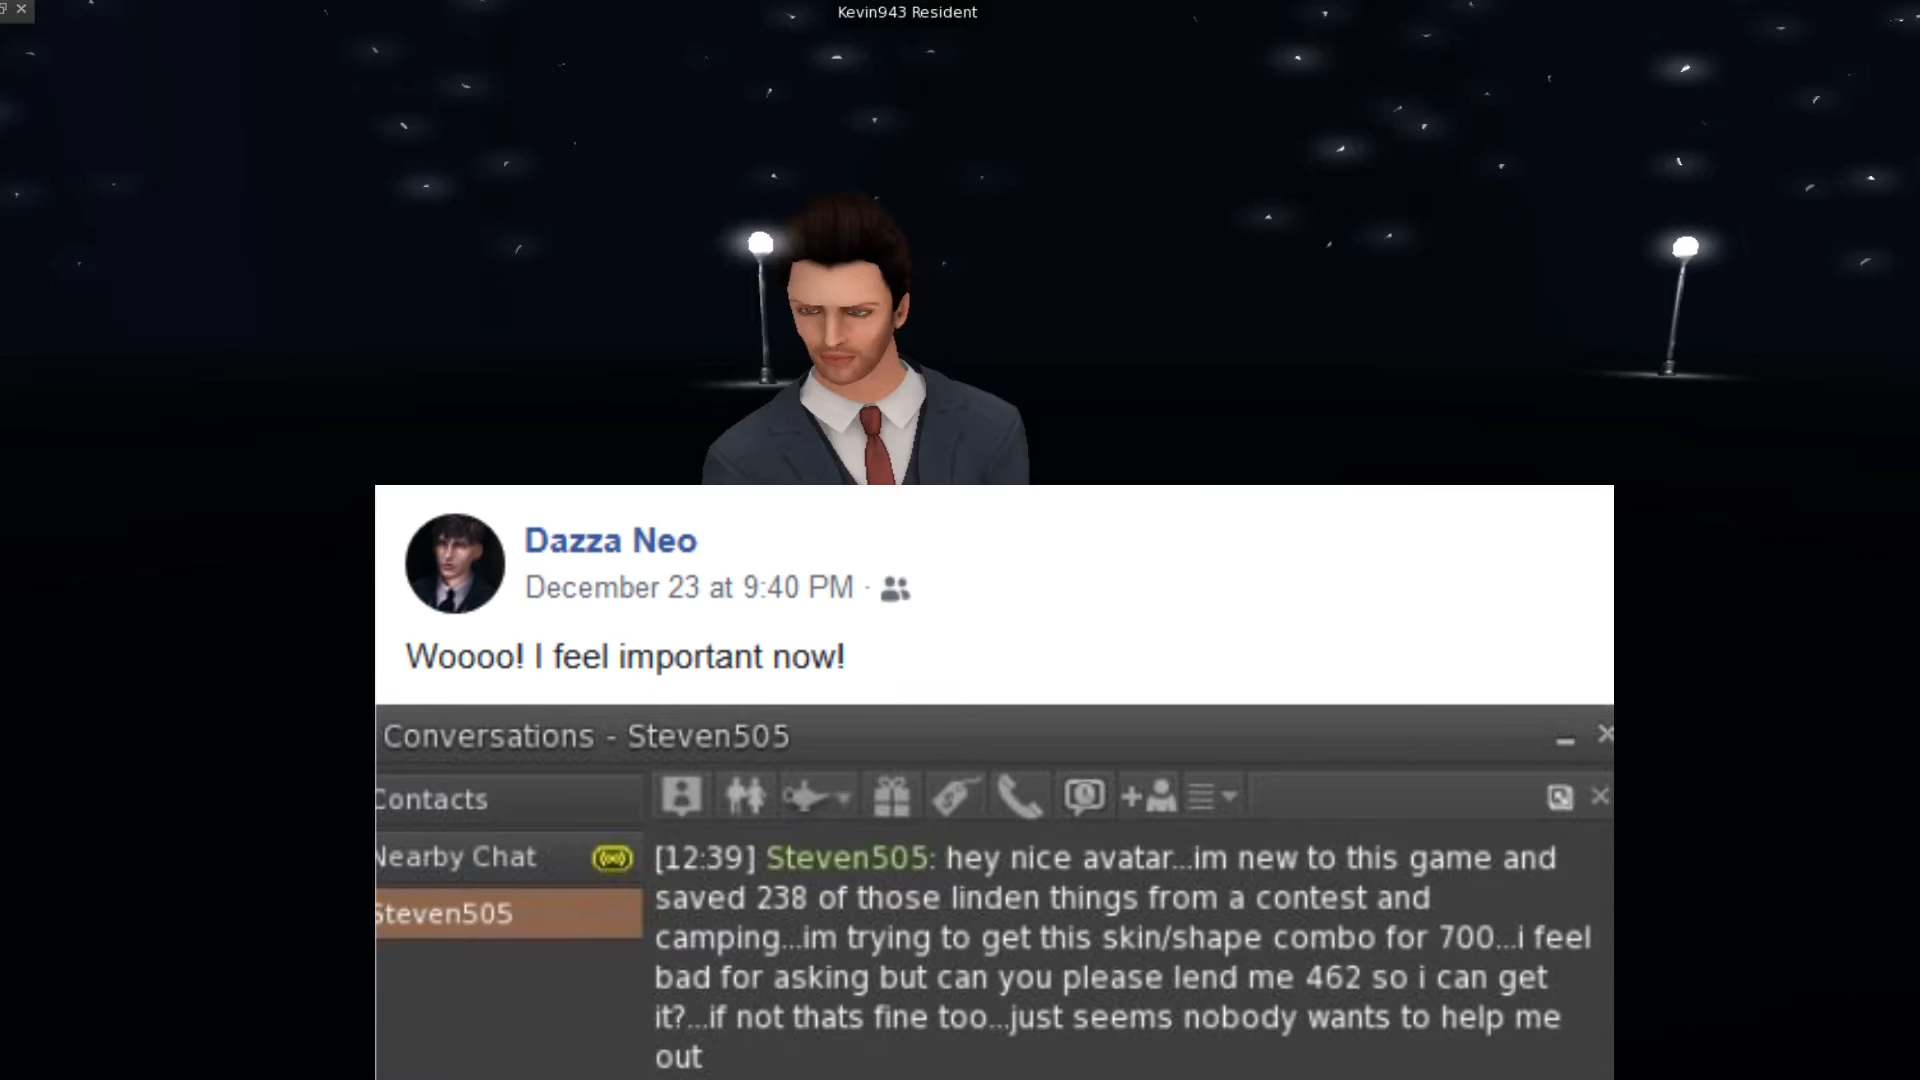 Kevin943 Resident
Dazza Neo
December 23 at 9:40 PM ·
Woooo! I feel important now!
Conversations - Steven505
Contacts
Nearby Chat
Steven505
[12:39] Steven505: hey nice avatar...im new to this game and
saved 238 of those linden things from a contest and
camping...im trying to get this skin/shape combo for 700...i feel
bad for asking but can you please lend me 462 so i can get
it?...if not thats fine too...just seems nobody wants to help me
out